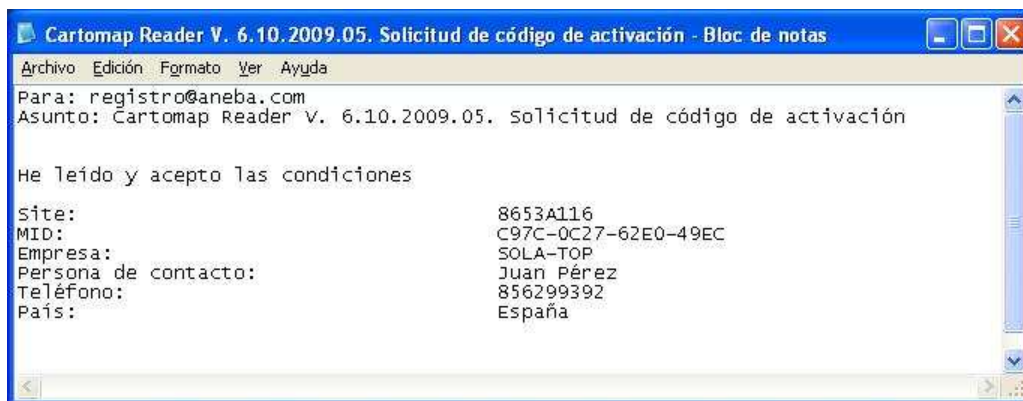 Cartomap Reader V. 6.10.2009.05. Solicitud de código de activación - Bloc de notas
Archivo Edición Formato Ver Ayuda
Para: registro@aneba.com
Asunto: Cartomap Reader V. 6.10.2009.05. Solicitud de código de activación
He leído y acepto las condiciones
Site: 8653A116
MID: C97C-0C27-62E0-49EC
Empresa: SOLA-TOP
Persona de contacto: Juan Pérez
Teléfono: 856299392
País: España